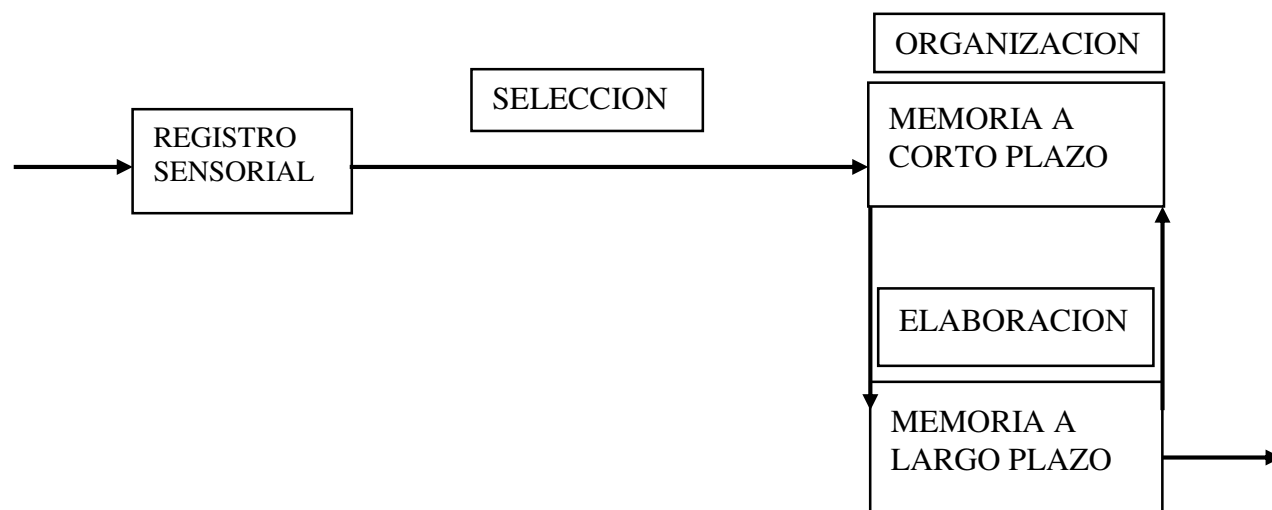 ORGANIZACION
SELECCION
REGISTRO
SENSORIAL
MEMORIA A
CORTO PLAZO
ELABORACION
MEMORIA A
LARGO PLAZO